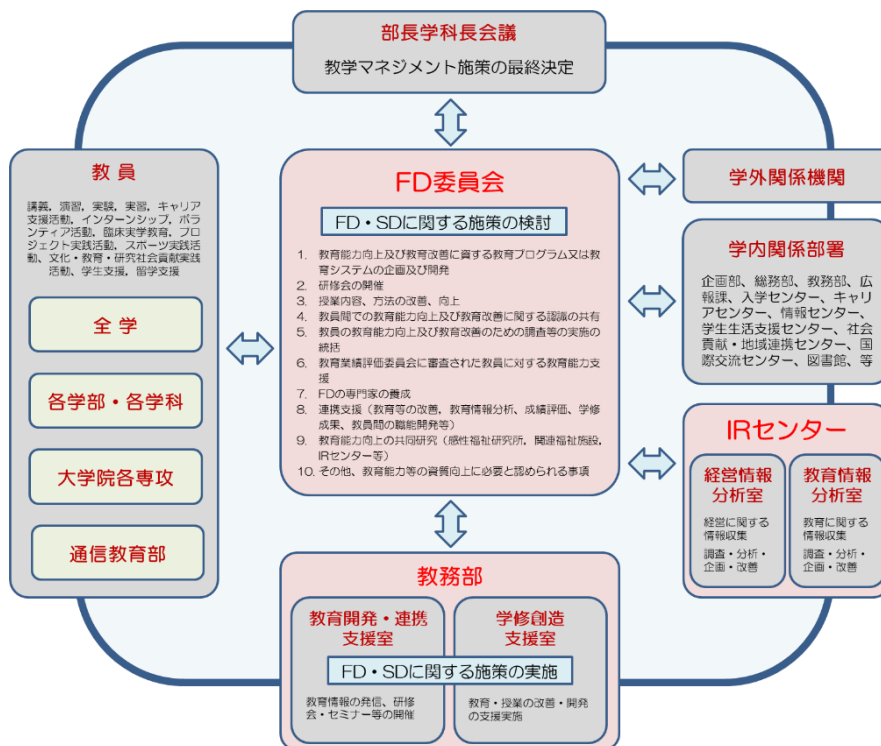 部長学科長会議
教学マネジメント施策の最終決定
教 員
講義，演習，実験，実習，キャリア
支援活動，インターンシップ，ボラ
ンティア活動，臨床実学教育，プロ
ジェクト実践活動，スポーツ実践活
動、文化・教育・研究社会貢献実践
活動、学生支援，留学支援
全 学
各学部・各学科
大学院各専攻
通信教育部
FD委員会
FD・SDに関する施策の検討
1. 教育能力向上及び教育改善に資する教育プログラム又は教
育システムの企画及び開発
2. 研修会の開催
3. 授業内容、方法の改善、向上
4. 教員間での教育能力向上及び教育改善に関する認識の共有
5. 教員の教育能力向上及び教育改善のための調査等の実施の
統括
6. 教育業績評価委員会に審査された教員に対する教育能力支
援
7. FDの専門家の養成
8. 連携支援（教育等の改善，教育情報分析、成績評価、学修
成果、教員間の職能開発等）
9. 教育能力向上の共同研究（感性福祉研究所，関連福祉施設，
IRセンター等）
10. その他、教育能力等の資質向上に必要と認められる事項
学外関係機関
学内関係部署
企画部、総務部、教務部、広
報課、入学センター、キャリ
アセンター、情報センター、
学生生活支援センター、社会
貢献・地域連携センター、国
際交流センター、図書館、等
IRセンター
経営情報
分析室
経営に関する
情報収集
調査・分析・
企画・改善
教育情報
分析室
教育に関する
情報収集
調査・分析・
企画・改善
教務部
教育開発・連携
支援室
学修創造
支援室
FD・SDに関する施策の実施
教育情報の発信、研修
会・セミナー等の開催
教育・授業の改善・開発
の支援実施